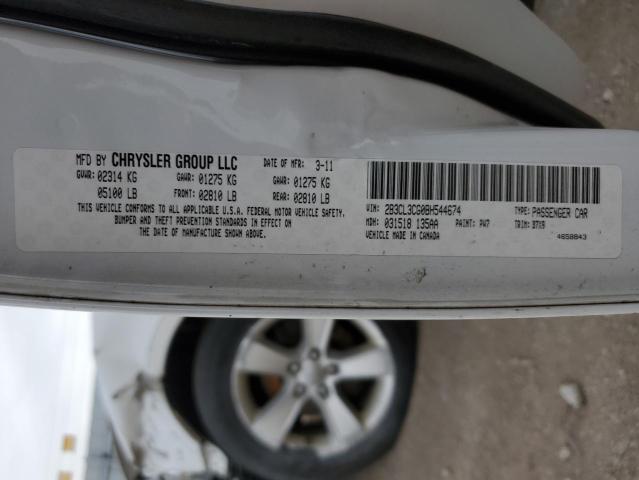 MFD BY CHRYSLER GROUP LLC DATE OF MFR: 3-11
GVWR: 02314 KG GAWR: 01275 KG GAWR: 01275 KG
05100 LB FRONT: 02810 LB REAR: 02810 LB
THIS VEHICLE CONFORMS TO ALL APPLICABLE U.S.A. FEDERAL MOTOR VEHICLE SAFETY,
BUMPER AND THEFT PREVENTION STANDARDS IN EFFECT ON
THE DATE OF MANUFACTURE SHOWN ABOVE.
VIN: 2B3CL3CG0BH544674 TYPE: PASSENGER CAR
MDH: 031518 135AA PAINT: PW7 TRIM: B7X9
VEHICLE MADE IN CANADA 4658843